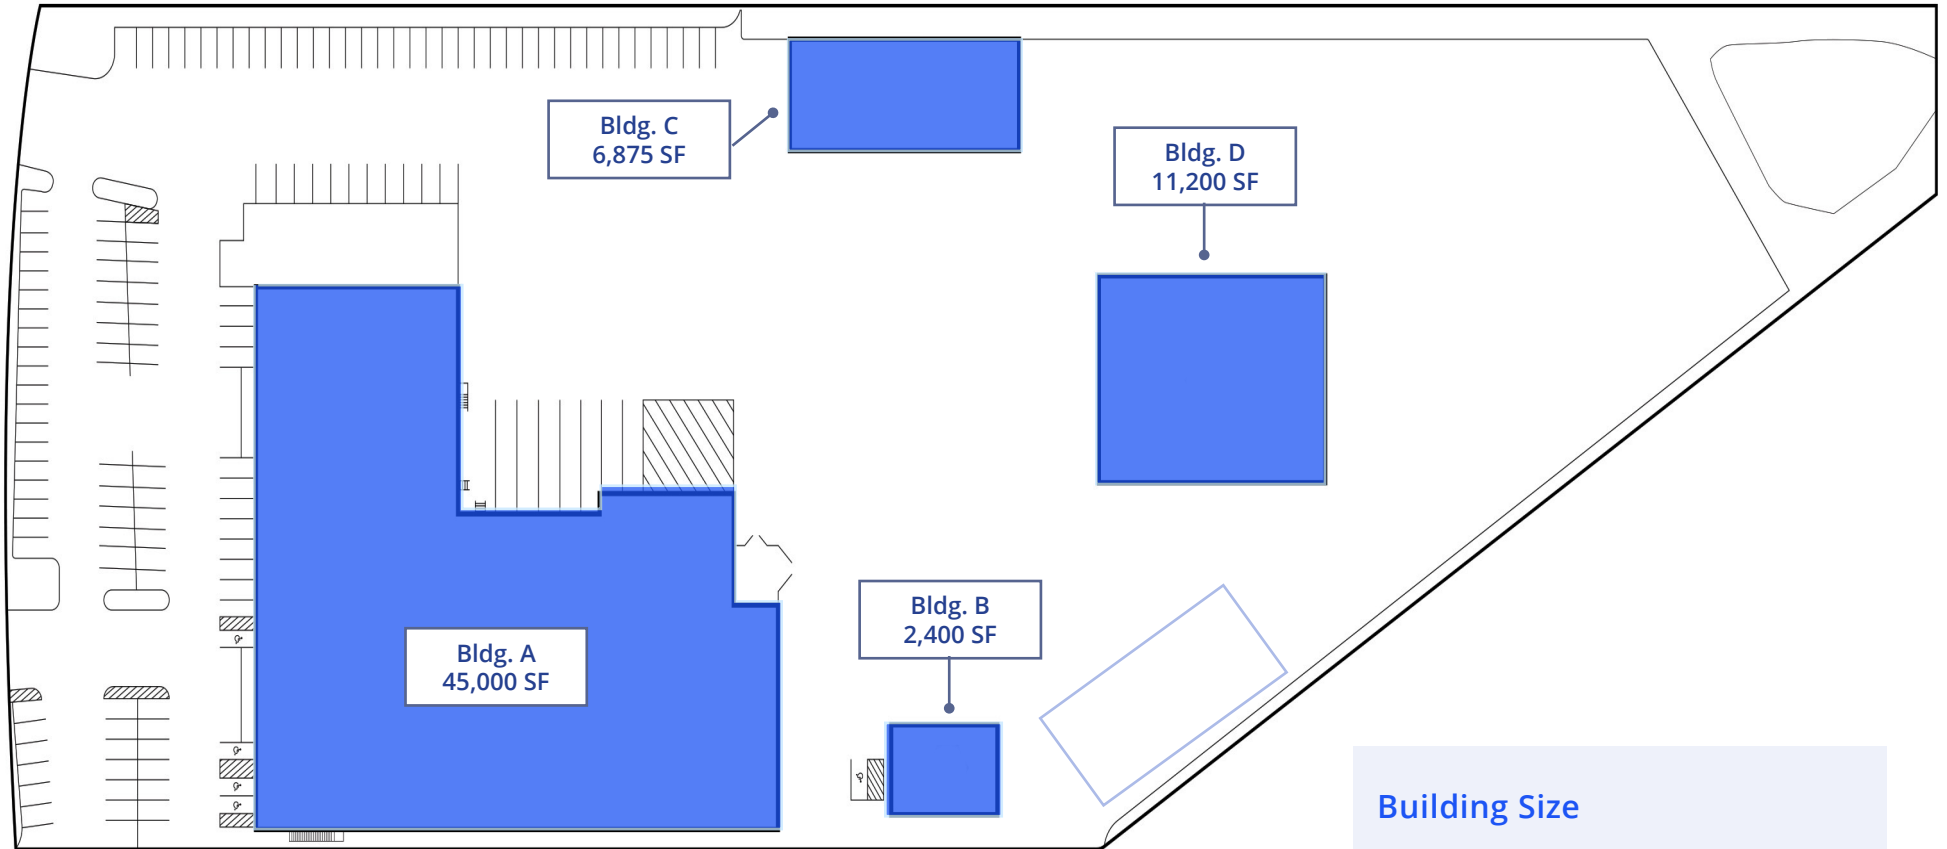 Bldg. C
6,875 SF
Bldg. D
11,200 SF
Bldg. B
2,400 SF
Bldg. A
45,000 SF
Building Size